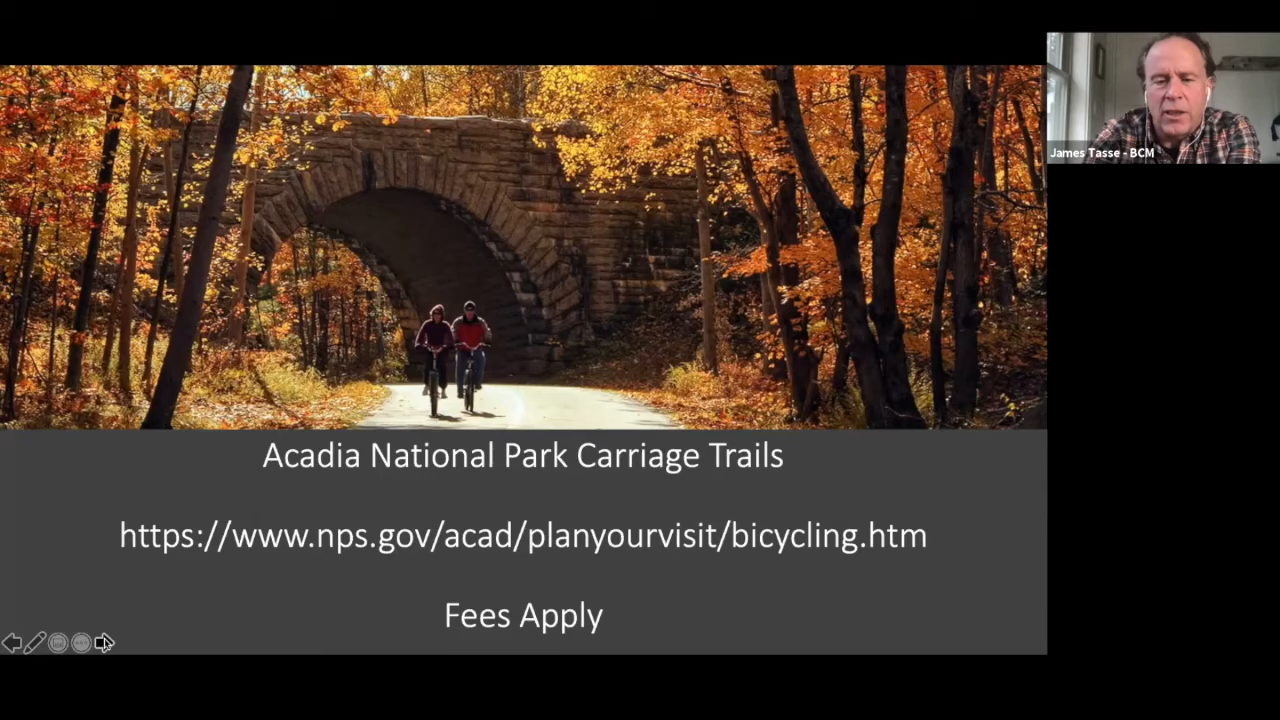 James Tasse - BCM
Acadia National Park Carriage Trails
https://www.nps.gov/acad/planyourvisit/bicycling.htm
Fees Apply